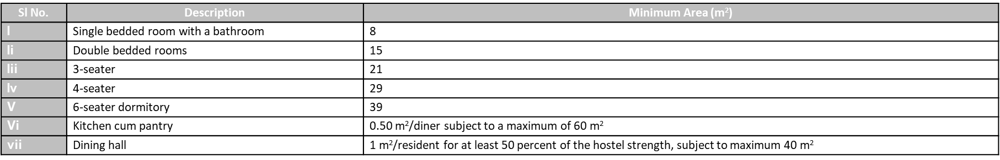 Sl No. Description Minimum Area (m²)
I Single bedded room with a bathroom 8
Ii Double bedded rooms 15
Iii 3-seater 21
Iv 4-seater 29
V 6-seater dormitory 39
Vi Kitchen cum pantry 0.50 m²/diner subject to a maximum of 60 m²
vii Dining hall 1 m²/resident for at least 50 percent of the hostel strength, subject to maximum 40 m²